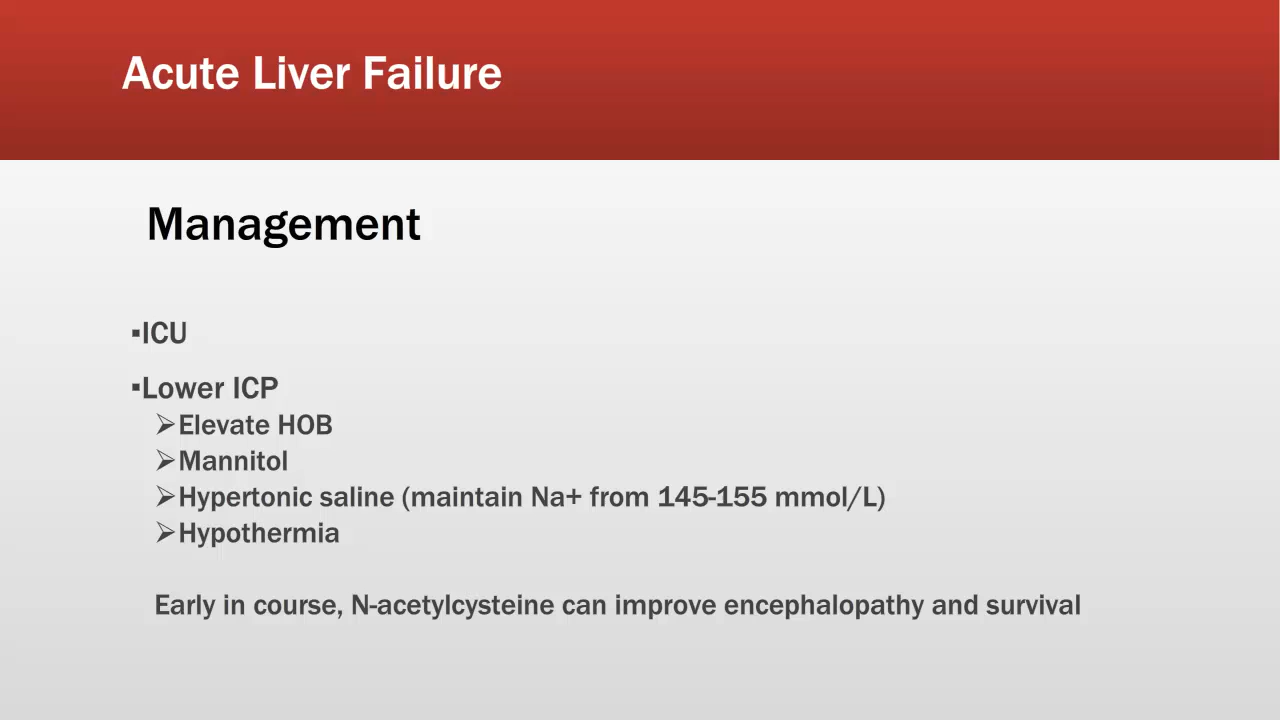 Acute Liver Failure
Management
▪ICU
▪Lower ICP
➢Elevate HOB
➢Mannitol
➢Hypertonic saline (maintain Na+ from 145-155 mmol/L)
➢Hypothermia
Early in course, N-acetylcysteine can improve encephalopathy and survival